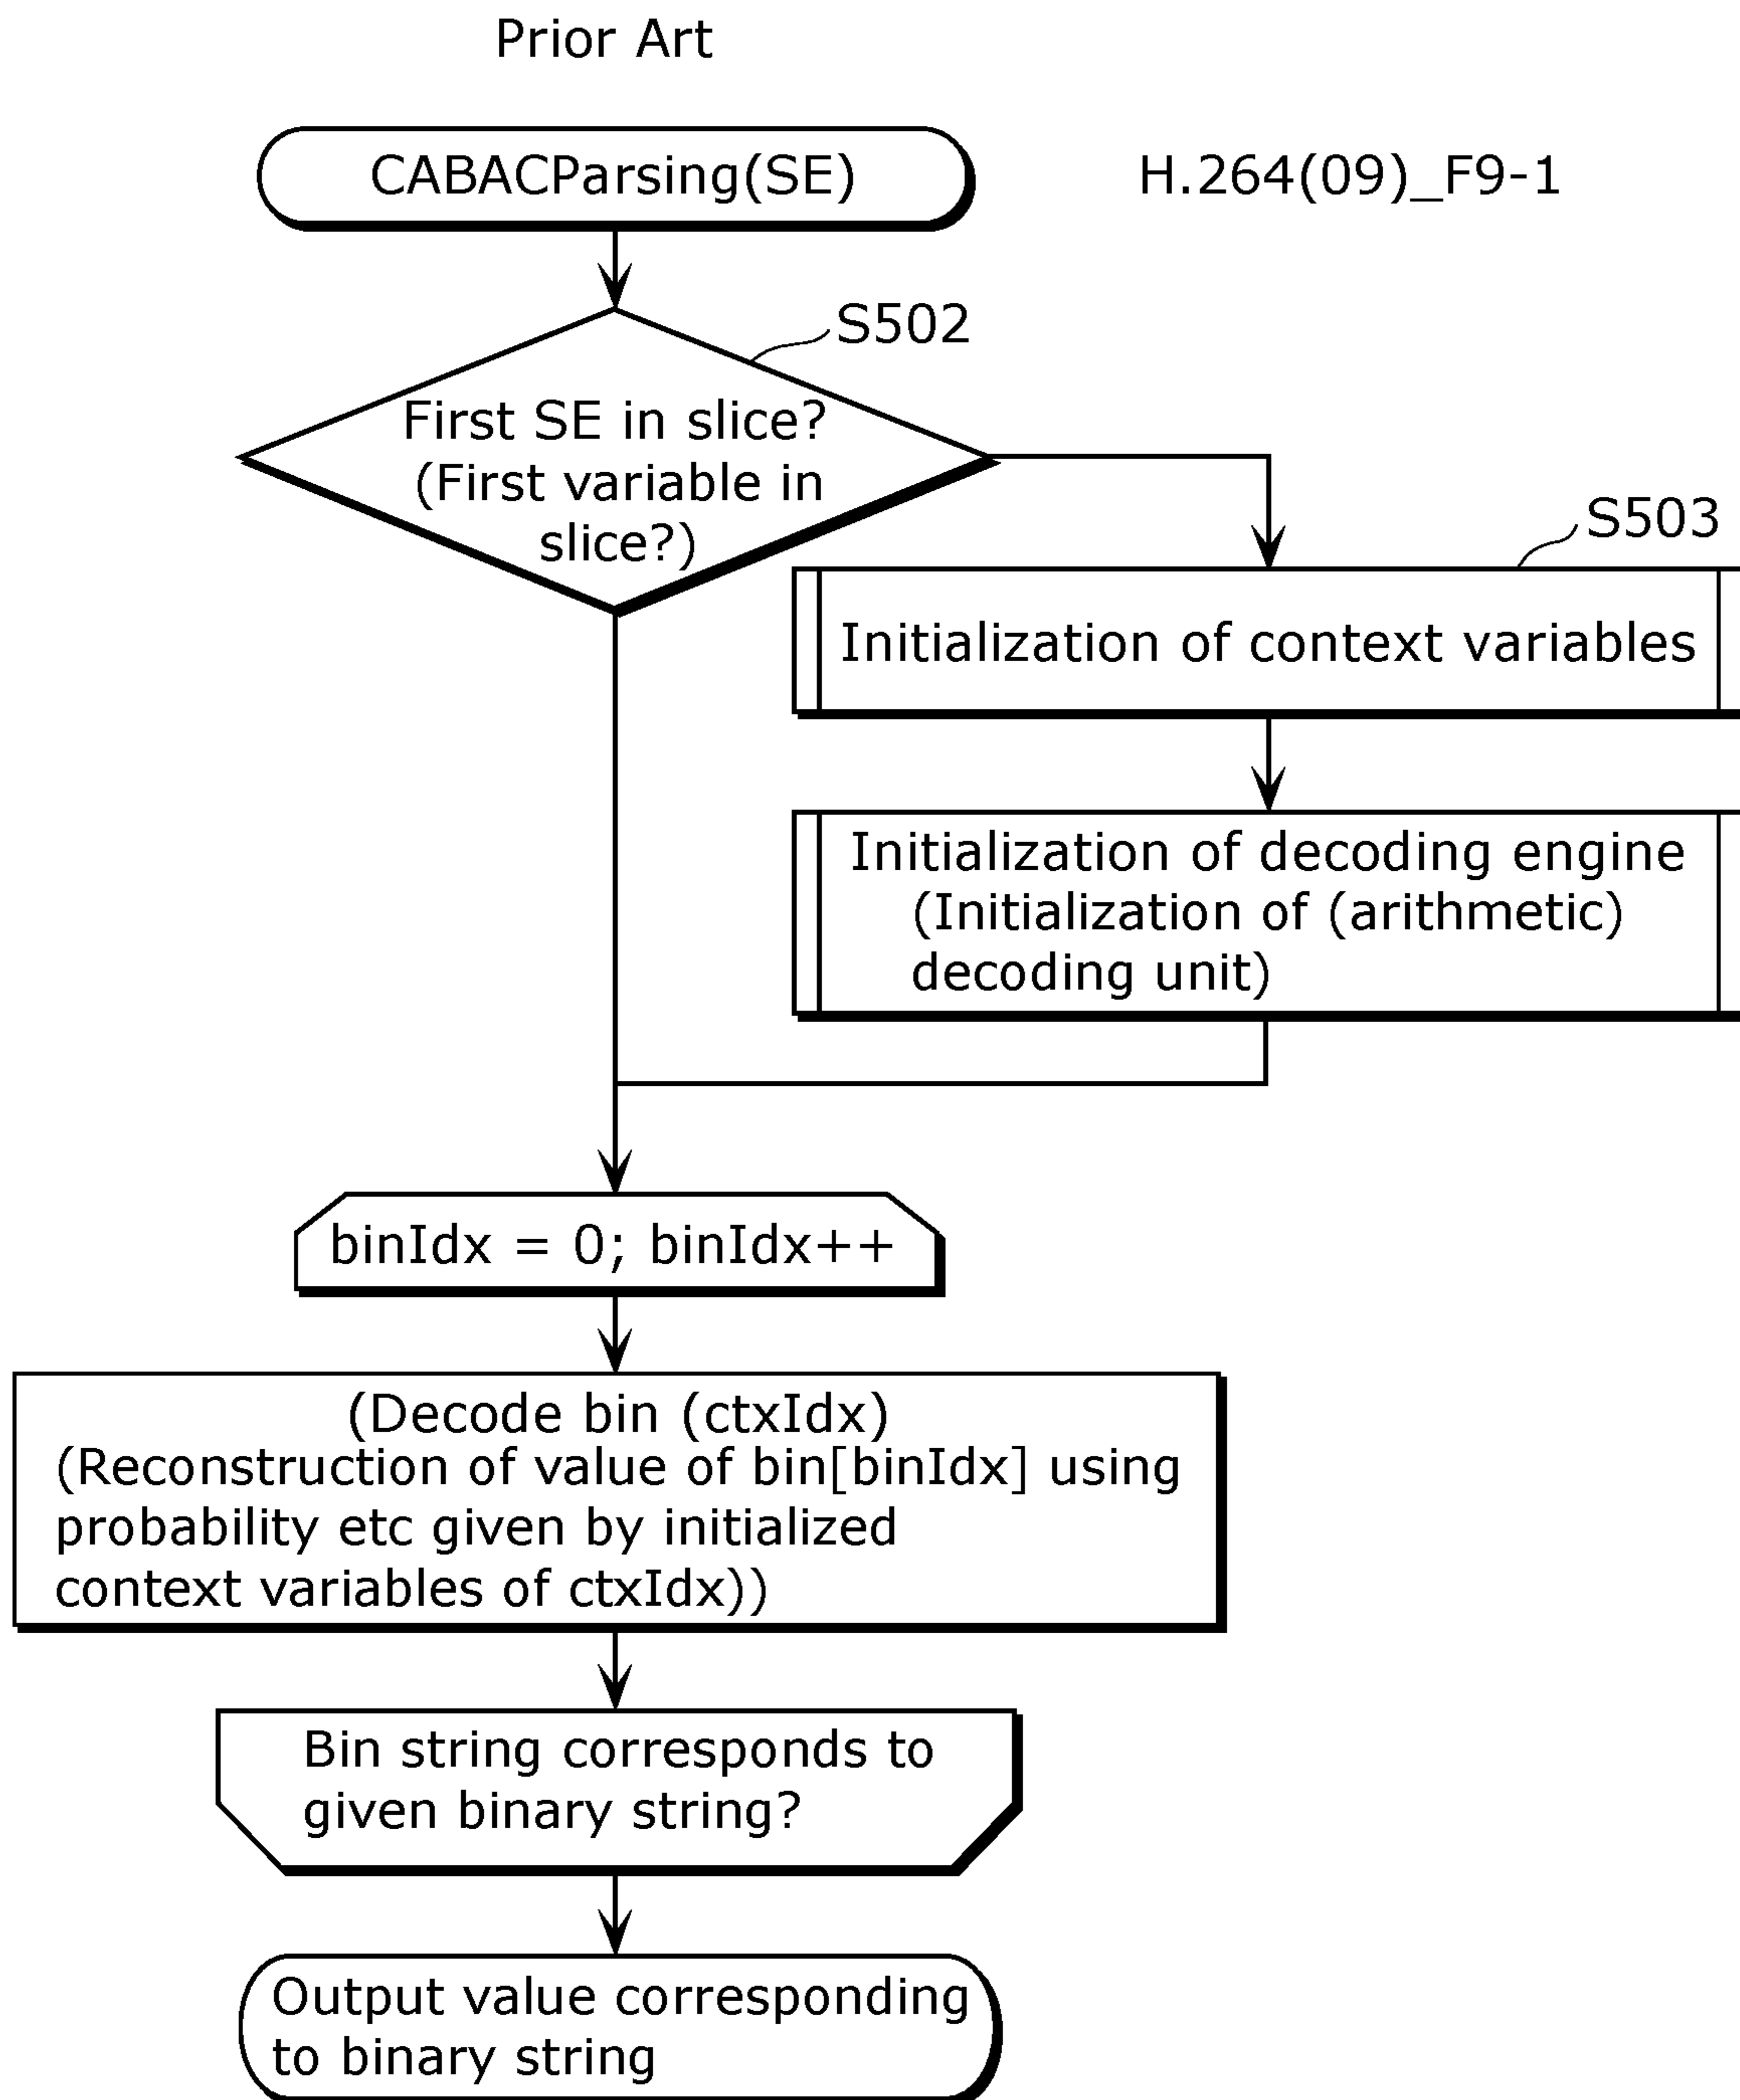 Prior Art
CABACParsing(SE)
H.264(09)_F9-1
S502
First SE in slice?
(First variable in
slice?)
S503
Initialization of context variables
Initialization of decoding engine
(Initialization of (arithmetic)
decoding unit)
binIdx = 0; binIdx++
(Decode bin (ctxIdx)
(Reconstruction of value of bin[binIdx] using
probability etc given by initialized
context variables of ctxIdx))
Bin string corresponds to
given binary string?
Output value corresponding
to binary string